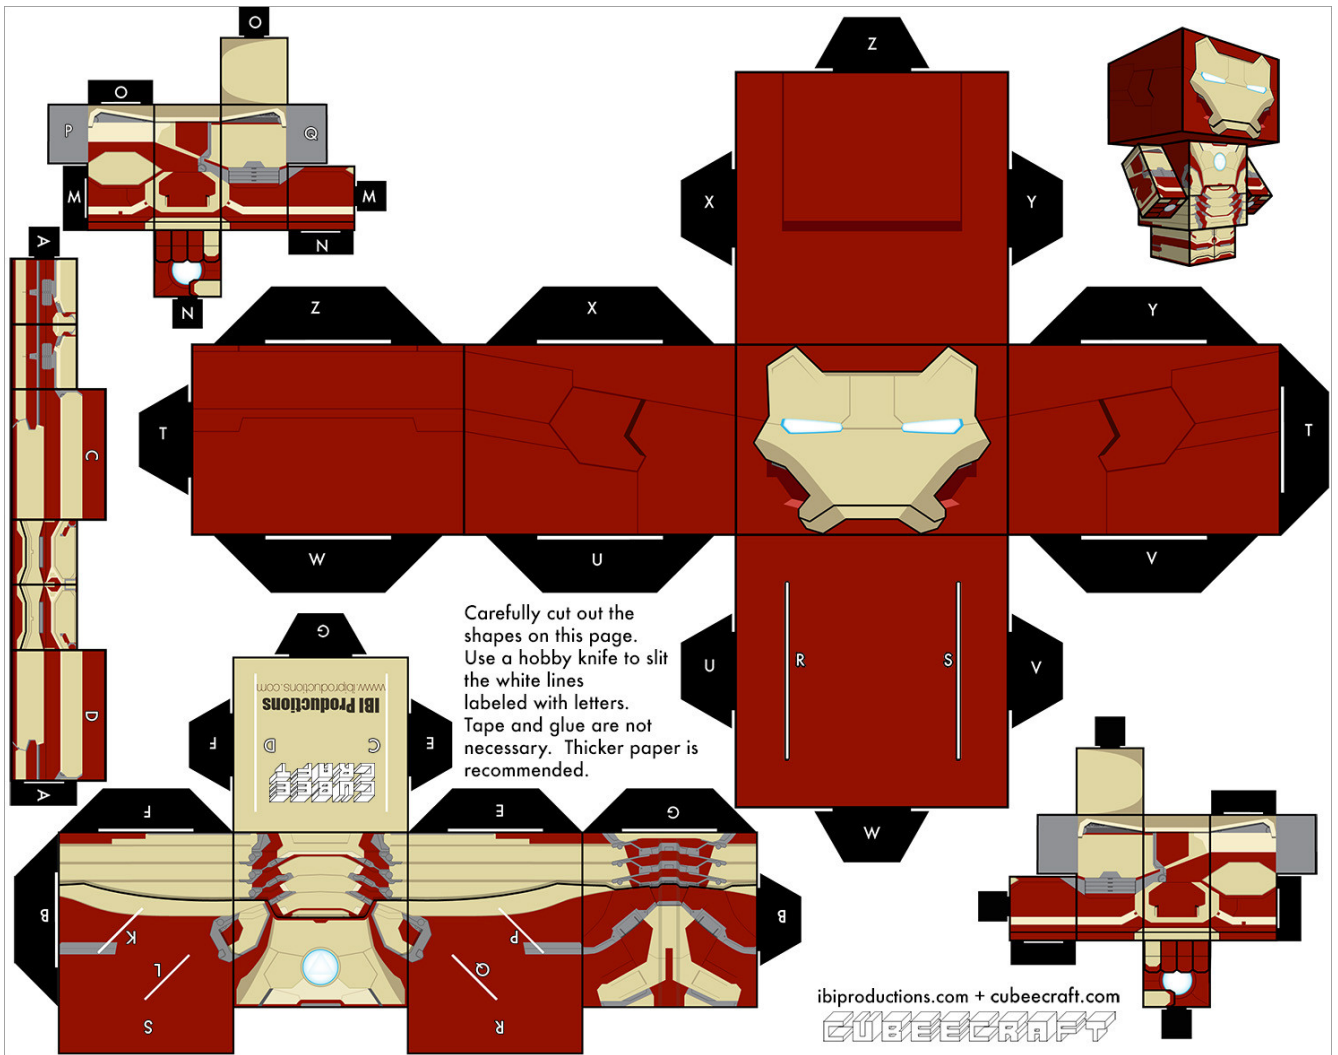 O
O
P
Q
M
M
N
N
A
C
D
A
Z
X
Y
Z
X
Y
T
T
W
U
V
Carefully cut out the
shapes on this page.
Use a hobby knife to slit
the white lines
labeled with letters.
Tape and glue are not
necessary. Thicker paper is
recommended.
U
R
S
V
W
G
www.ibiproductions.com
IBI Productions
F
D
C
E
CUBEE
CRAFT
F
E
G
B
B
K
P
L
Q
S
R
ibiproductions.com + cubeecraft.com
CUBEECRAFT